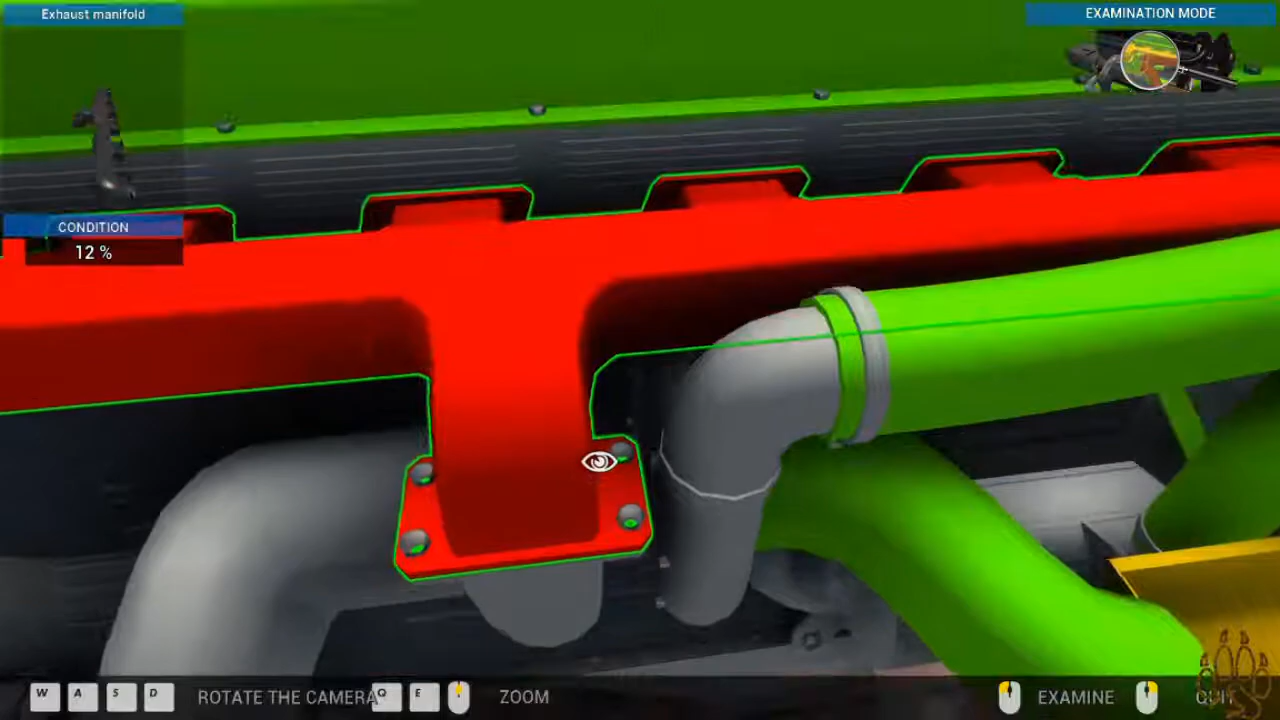 Exhaust manifold
EXAMINATION MODE
CONDITION
12 %
W A S D ROTATE THE CAMERA Q E ZOOM EXAMINE QUIT